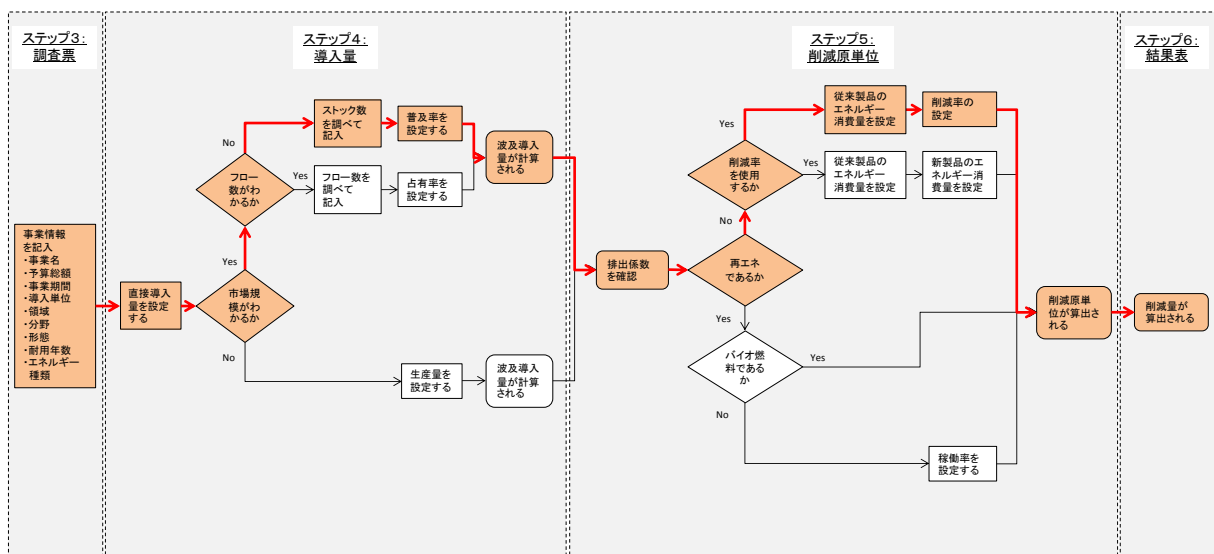 ステップ3:
調査票
事業情報
を記入
・事業名
・予算総額
・事業期間
・導入単位
・領域
・分野
・形態
・耐用年数
・エネルギー
種類
ステップ4:
導入量
直接導入
量を設定
する
市場規
模がわ
かるか
Yes
No
フロー
数がわ
かるか
No
Yes
ストック数
を調べて
記入
普及率を
設定する
フロー数を
調べて
記入
占有率を
設定する
波及導入
量が計算
される
生産量を
設定する
波及導入
量が計算
される
ステップ5:
削減原単位
排出係数
を確認
再エネ
であるか
No
Yes
削減率
を使用
するか
Yes
Yes
従来製品の
エネルギー
消費量を設定
削減率の
設定
従来製品の
エネルギー
消費量を設定
新製品のエ
ネルギー消
費量を設定
バイオ燃
料である
か
Yes
No
稼働率を
設定する
削減原単
位が算出さ
れる
ステップ6:
結果表
削減量が
算出される